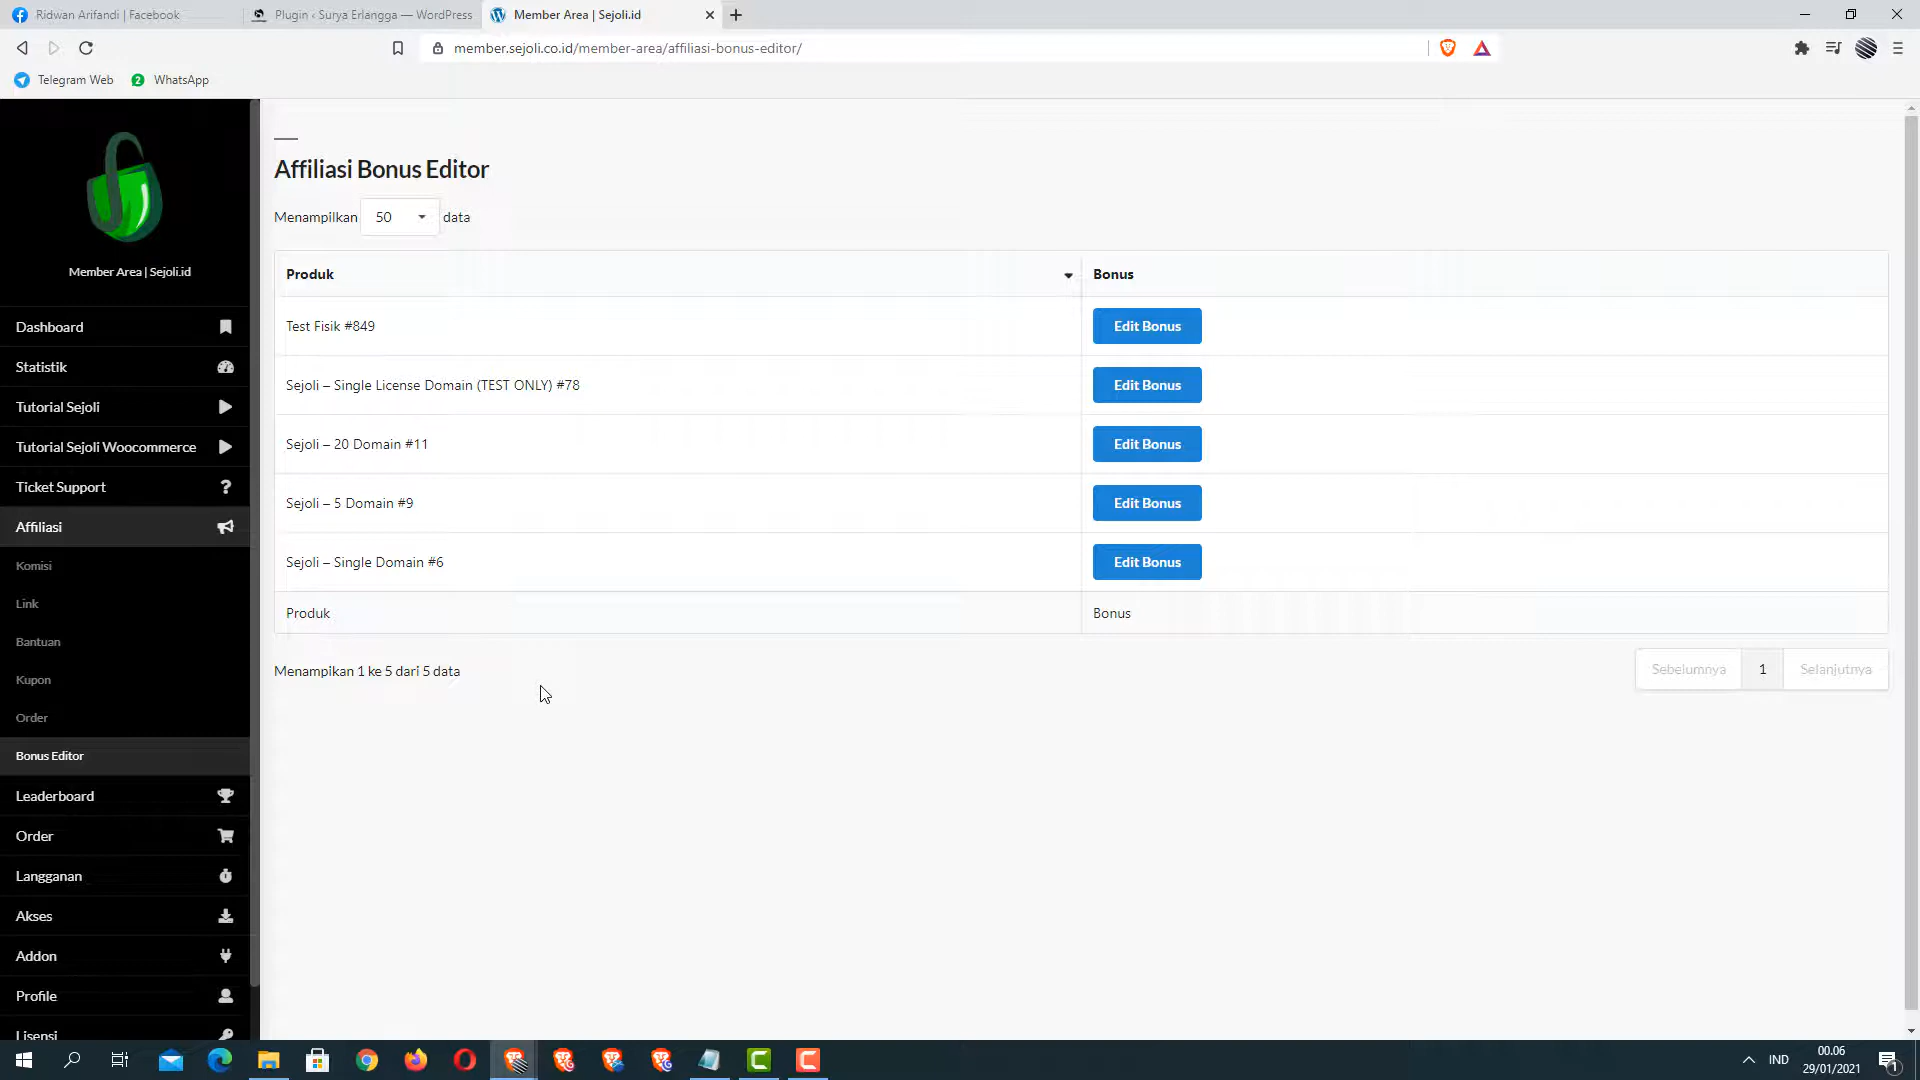 Ridwan Arifandi | Facebook
Plugin ‹ Surya Erlangga — WordPress
Member Area | Sejoli.id
member.sejoli.co.id/member-area/affiliasi-bonus-editor/
Telegram Web
2 WhatsApp
Member Area | Sejoli.id
Dashboard
Statistik
Tutorial Sejoli
Tutorial Sejoli Woocommerce
Ticket Support
Affiliasi
Komisi
Link
Bantuan
Kupon
Order
Bonus Editor
Leaderboard
Order
Langganan
Akses
Addon
Profile
Lisensi
Affiliasi Bonus Editor
Menampilkan 50 data
Produk Bonus
Test Fisik #849 Edit Bonus
Sejoli – Single License Domain (TEST ONLY) #78 Edit Bonus
Sejoli – 20 Domain #11 Edit Bonus
Sejoli – 5 Domain #9 Edit Bonus
Sejoli – Single Domain #6 Edit Bonus
Produk Bonus
Menampikan 1 ke 5 dari 5 data
Sebelumnya 1 Selanjutnya
IND
00.06
29/01/2021
1